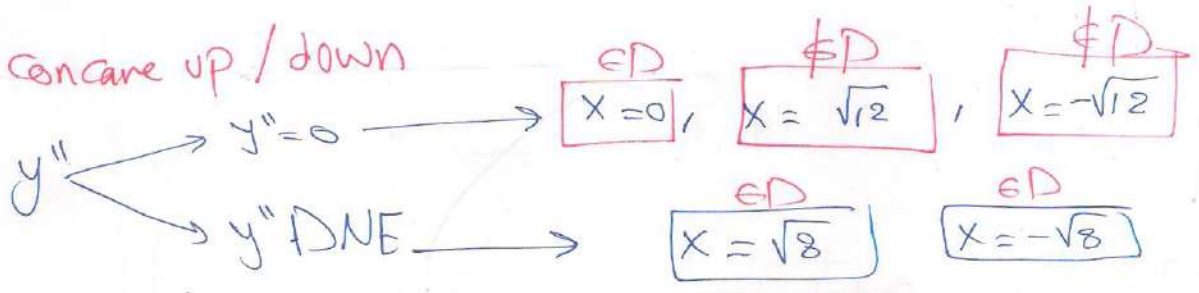 concave up / down
∈D ∉D ∉D
y'' → y''=0 → x=0, x = √12, x=-√12
∈D ∈D
→ y'' DNE → x = √8 x=-√8